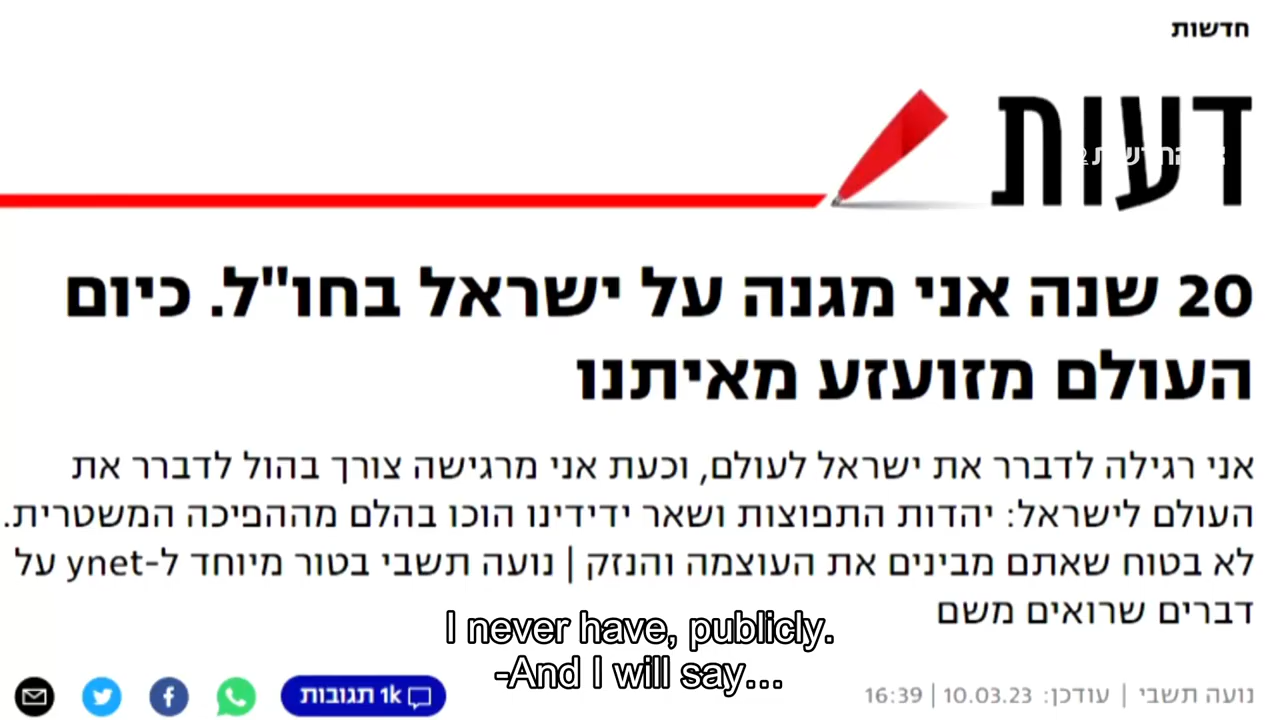 חדשות
דעות
20 שנה אני מגנה על ישראל בחו"ל. כיום
העולם מזועזע מאיתנו
אני רגילה לדברר את ישראל לעולם, וכעת אני מרגישה צורך בהול לדברר את
העולם לישראל: יהדות התפוצות ושאר ידידינו הוכו בהלם מההפיכה המשטרית.
לא בטוח שאתם מבינים את העוצמה והנזק | נועה תשבי בטור מיוחד ל-ynet על
דברים שרואים משם
I never have, publicly.
-And I will say...
נועה תשבי | עודכן: 10.03.23 | 16:39
1k תגובות